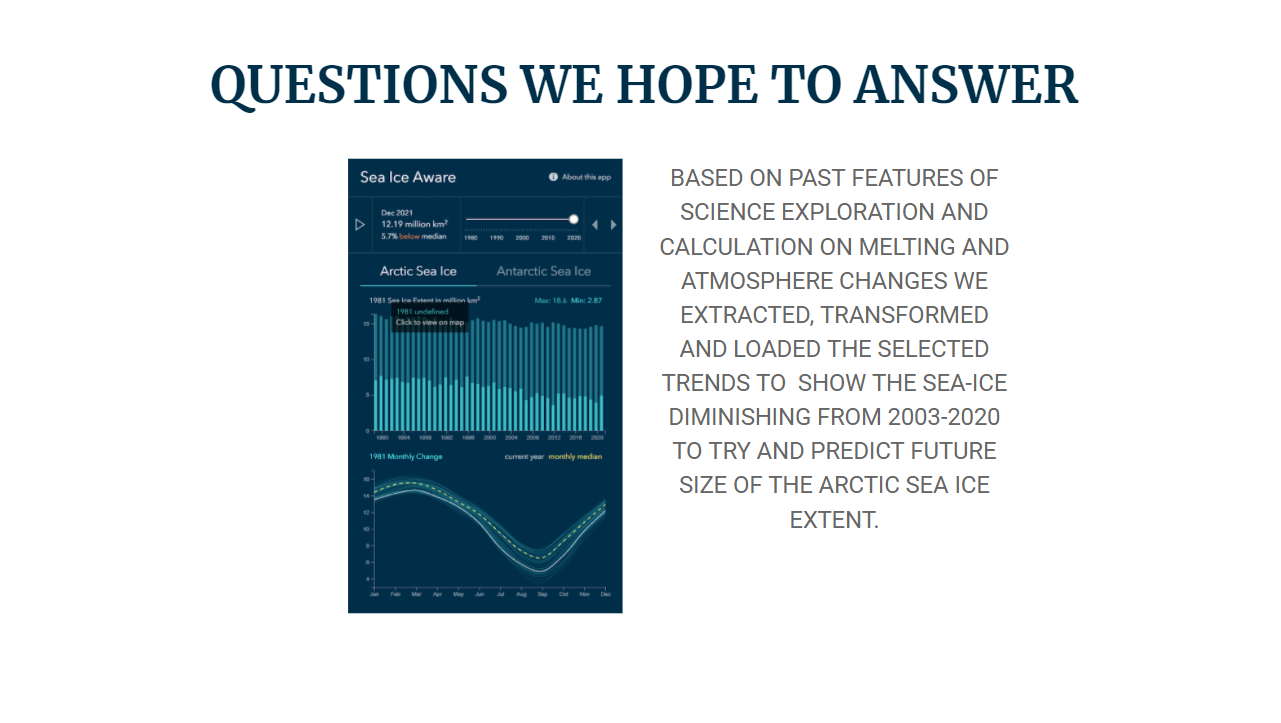 QUESTIONS WE HOPE TO ANSWER
Sea Ice Aware
About this app
Dec 2021
12.19 million km²
5.7% below median
1980 1990 2000 2010 2020
Arctic Sea Ice Antarctic Sea Ice
1981 Sea Ice Extent in million km²
Max: 18.6 Min: 2.87
1981 undefined
Click to view on map
15
10
5
0
1980 1984 1988 1992 1996 2000 2004 2008 2012 2016 2020
1981 Monthly Change
current year monthly median
16
14
12
10
8
6
4
Jan Feb Mar Apr May Jun Jul Aug Sep Oct Nov Dec
BASED ON PAST FEATURES OF
SCIENCE EXPLORATION AND
CALCULATION ON MELTING AND
ATMOSPHERE CHANGES WE
EXTRACTED, TRANSFORMED
AND LOADED THE SELECTED
TRENDS TO  SHOW THE SEA-ICE
DIMINISHING FROM 2003-2020
TO TRY AND PREDICT FUTURE
SIZE OF THE ARCTIC SEA ICE
EXTENT.